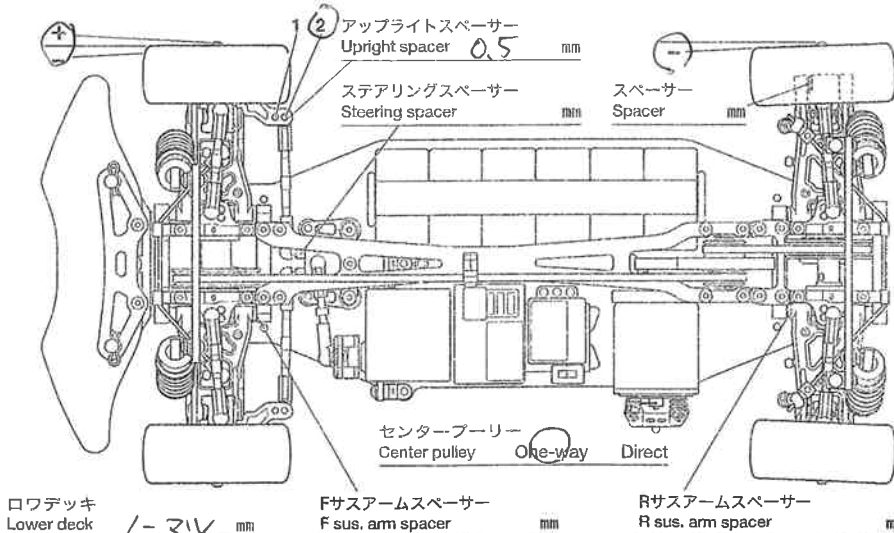 +
1 2
アップライトスペーサー
Upright spacer 0.5 mm
ステアリングスペーサー
Steering spacer mm
−
スペーサー
Spacer mm
センタープーリー
Center pulley One-way Direct
ロワデッキ
Lower deck ノーマル mm
Fサスアームスペーサー
F sus. arm spacer mm
Rサスアームスペーサー
R sus. arm spacer